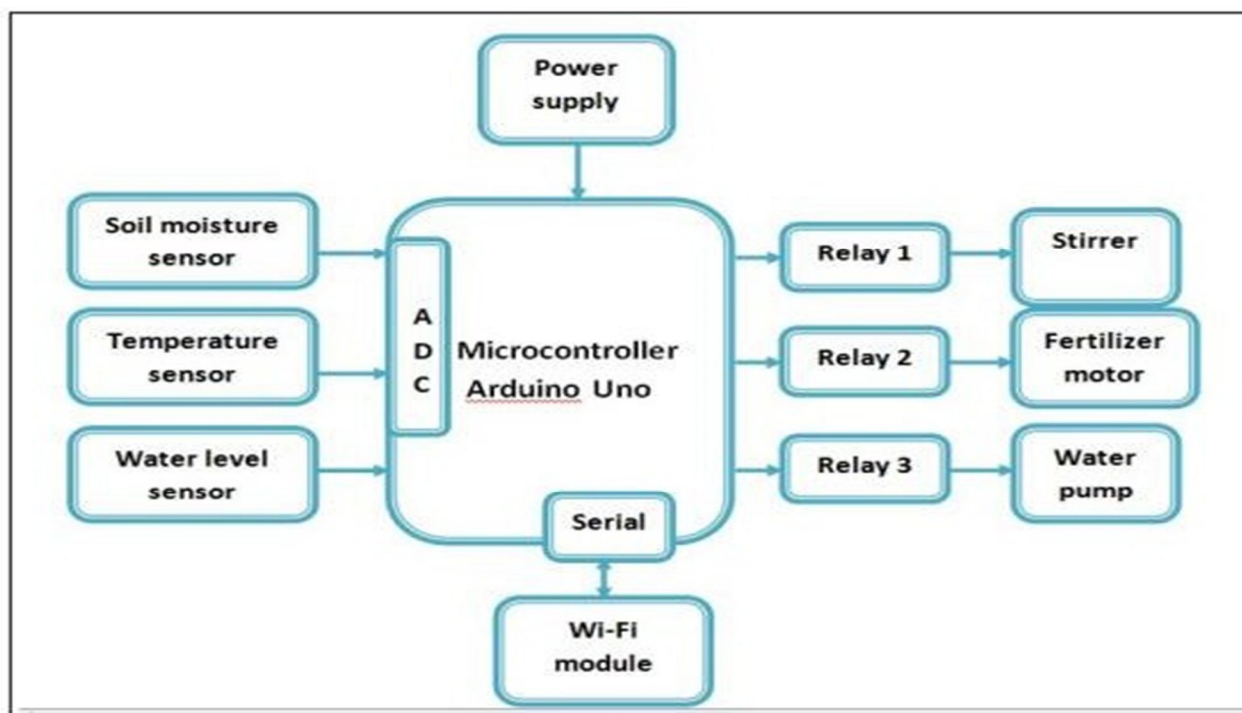 Power
supply
Soil moisture
sensor
Temperature
sensor
Water level
sensor
A
D
C
Microcontroller
Arduino Uno
Serial
Wi-Fi
module
Relay 1
Relay 2
Relay 3
Stirrer
Fertilizer
motor
Water
pump